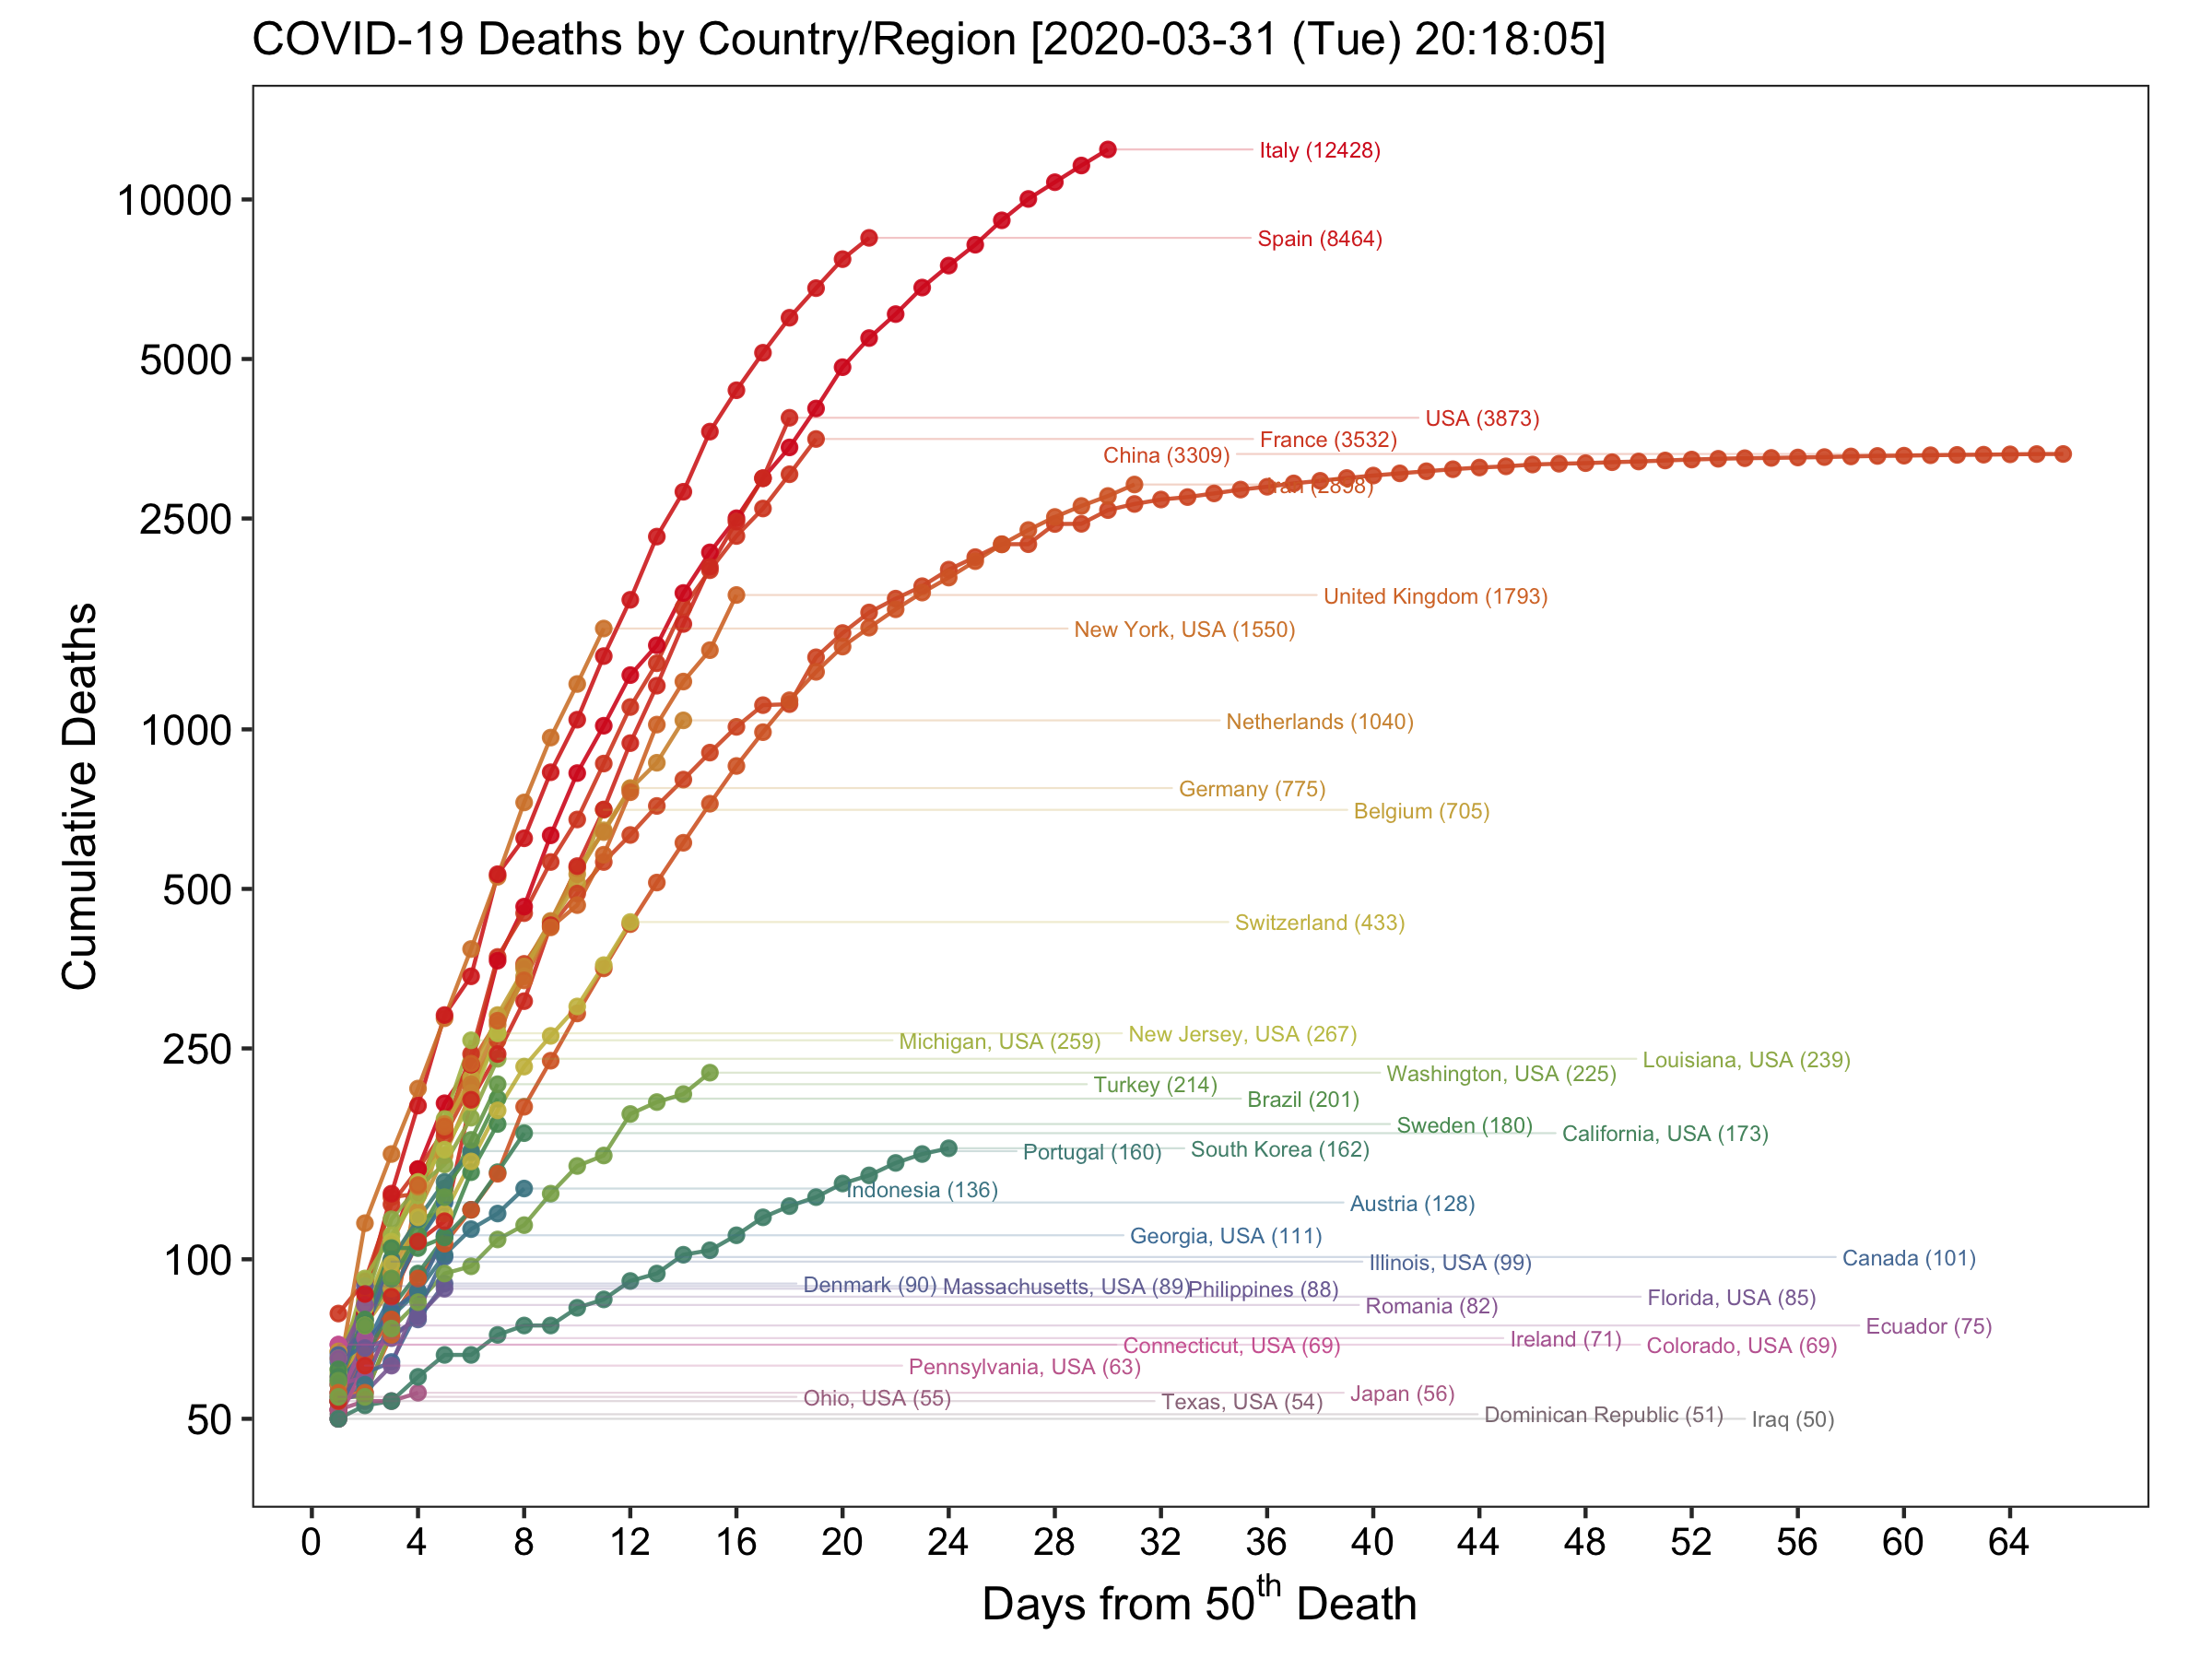 COVID-19 Deaths by Country/Region [2020-03-31 (Tue) 20:18:05]
Cumulative Deaths
10000
5000
2500
1000
500
250
100
50
Italy (12428)
Spain (8464)
USA (3873)
France (3532)
China (3309)
Iran (2898)
United Kingdom (1793)
New York, USA (1550)
Netherlands (1040)
Germany (775)
Belgium (705)
Switzerland (433)
New Jersey, USA (267)
Michigan, USA (259)
Louisiana, USA (239)
Washington, USA (225)
Turkey (214)
Brazil (201)
Sweden (180)
California, USA (173)
South Korea (162)
Portugal (160)
Indonesia (136)
Austria (128)
Georgia, USA (111)
Canada (101)
Illinois, USA (99)
Denmark (90)
Massachusetts, USA (89)
Philippines (88)
Florida, USA (85)
Romania (82)
Ecuador (75)
Ireland (71)
Connecticut, USA (69)
Colorado, USA (69)
Pennsylvania, USA (63)
Japan (56)
Ohio, USA (55)
Texas, USA (54)
Dominican Republic (51)
Iraq (50)
0 4 8 12 16 20 24 28 32 36 40 44 48 52 56 60 64
Days from 50th Death